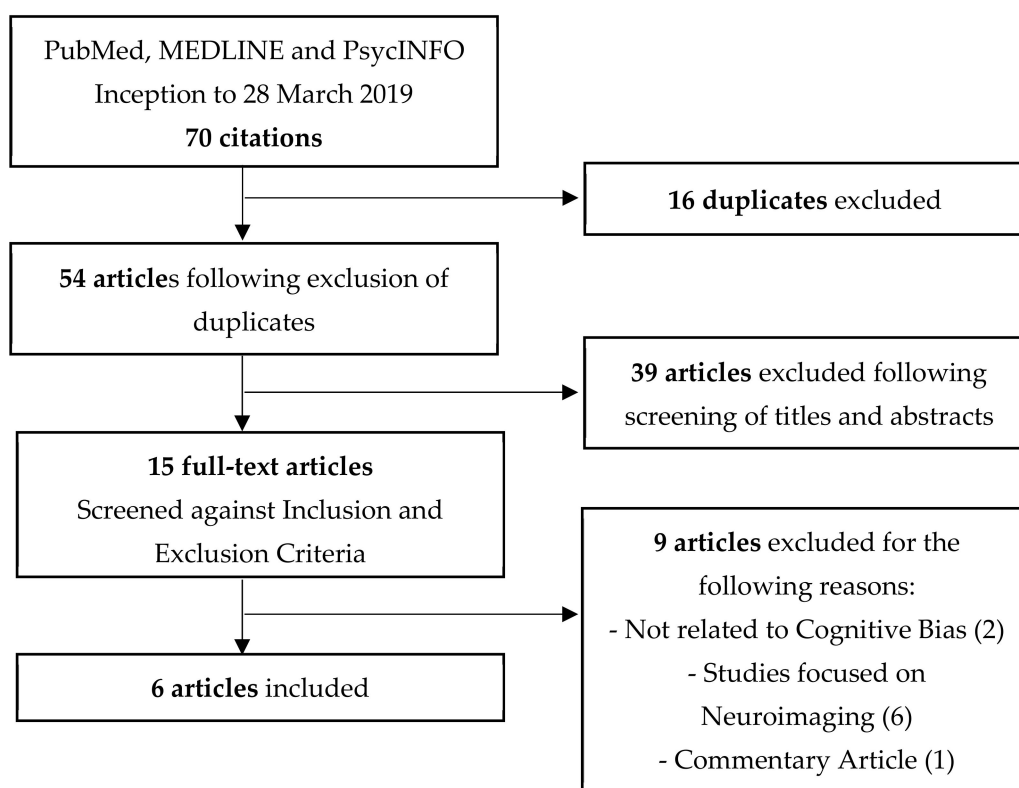 PubMed, MEDLINE and PsycINFO
Inception to 28 March 2019
70 citations
16 duplicates excluded
54 articles following exclusion of
duplicates
39 articles excluded following
screening of titles and abstracts
15 full-text articles
Screened against Inclusion and
Exclusion Criteria
9 articles excluded for the
following reasons:
- Not related to Cognitive Bias (2)
- Studies focused on
Neuroimaging (6)
- Commentary Article (1)
6 articles included